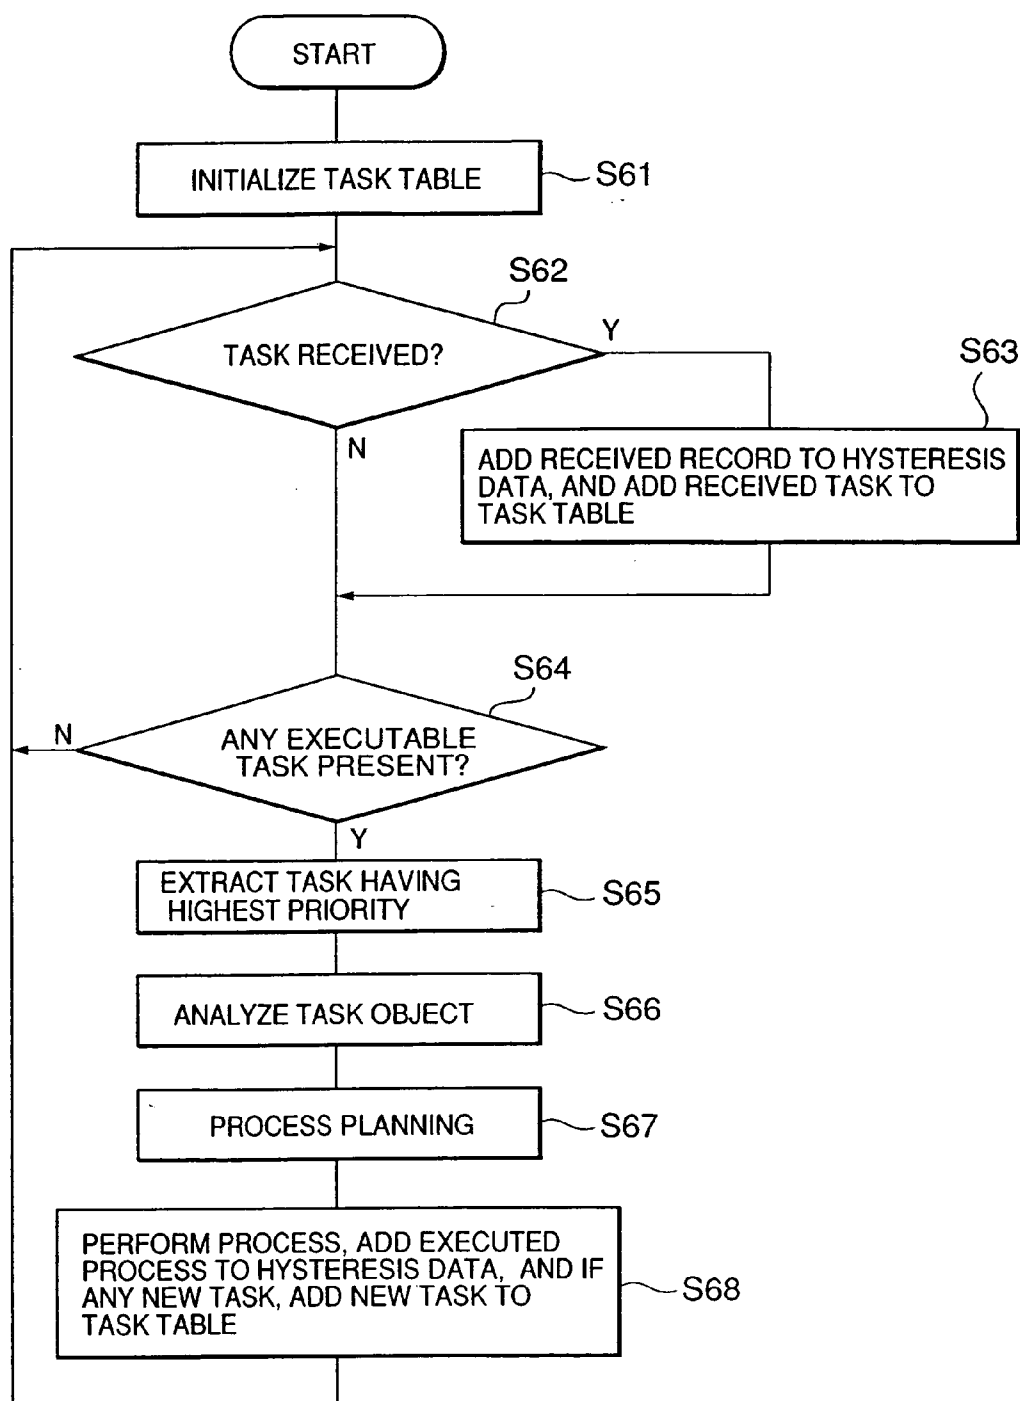 START
INITIALIZE TASK TABLE
S61
S62
TASK RECEIVED?
Y
N
S63
ADD RECEIVED RECORD TO HYSTERESIS
DATA, AND ADD RECEIVED TASK TO
TASK TABLE
S64
ANY EXECUTABLE
TASK PRESENT?
N
Y
EXTRACT TASK HAVING
HIGHEST PRIORITY
S65
ANALYZE TASK OBJECT
S66
PROCESS PLANNING
S67
PERFORM PROCESS, ADD EXECUTED
PROCESS TO HYSTERESIS DATA, AND IF
ANY NEW TASK, ADD NEW TASK TO
TASK TABLE
S68